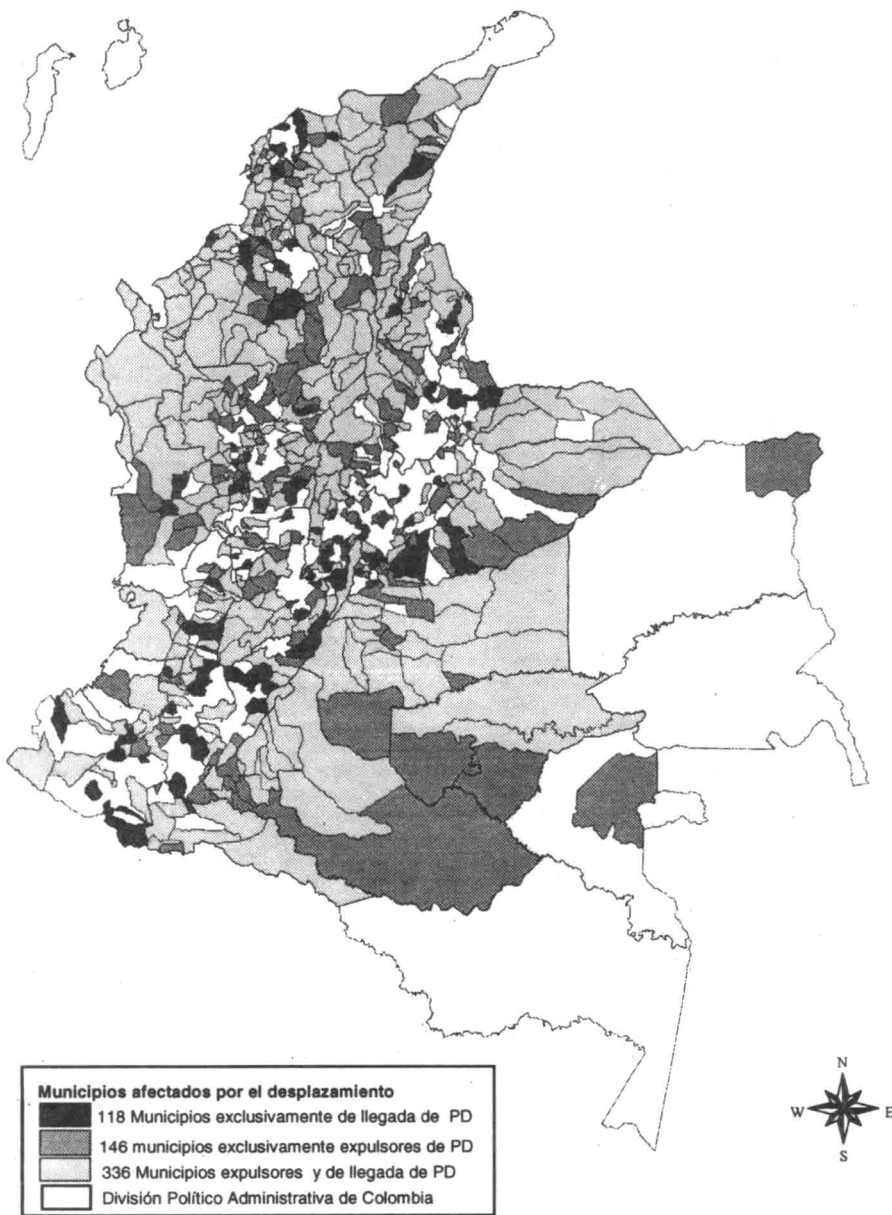 Municipios afectados por el desplazamiento
118 Municipios exclusivamente de llegada de PD
146 municipios exclusivamente expulsores de PD
336 Municipios expulsores y de llegada de PD
División Político Administrativa de Colombia
N
W E
S